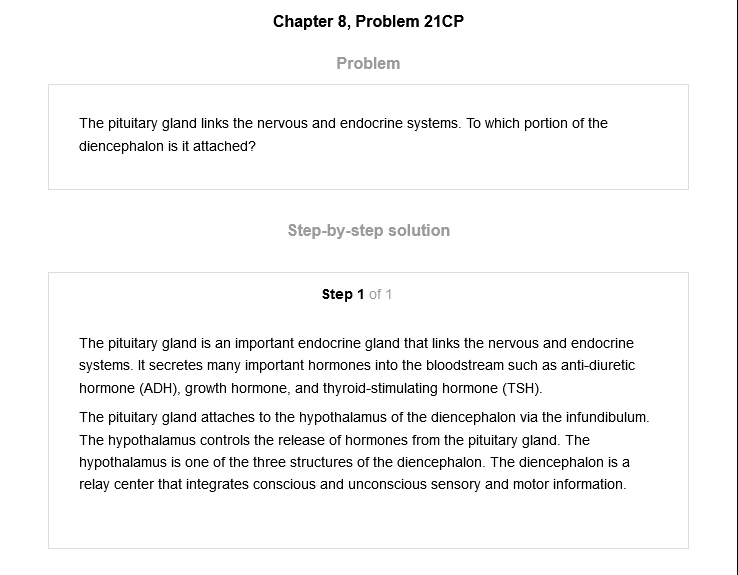 Chapter 8, Problem 21CP
Problem
The pituitary gland links the nervous and endocrine systems. To which portion of the
diencephalon is it attached?
Step-by-step solution
Step 1 of 1
The pituitary gland is an important endocrine gland that links the nervous and endocrine
systems. It secretes many important hormones into the bloodstream such as anti-diuretic
hormone (ADH), growth hormone, and thyroid-stimulating hormone (TSH).
The pituitary gland attaches to the hypothalamus of the diencephalon via the infundibulum.
The hypothalamus controls the release of hormones from the pituitary gland. The
hypothalamus is one of the three structures of the diencephalon. The diencephalon is a
relay center that integrates conscious and unconscious sensory and motor information.